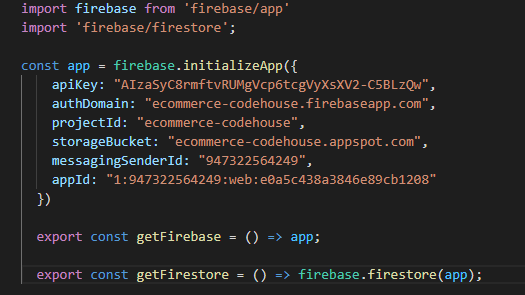 import firebase from 'firebase/app'
import 'firebase/firestore';
const app = firebase.initializeApp({
apiKey: "AIzaSyC8rmftvRUMgVcp6tcgVyXsXV2-C5BLzQw",
authDomain: "ecommerce-codehouse.firebaseapp.com",
projectId: "ecommerce-codehouse",
storageBucket: "ecommerce-codehouse.appspot.com",
messagingSenderId: "947322564249",
appId: "1:947322564249:web:e0a5c438a3846e89cb1208"
})
export const getFirebase = () => app;
export const getFirestore = () => firebase.firestore(app);